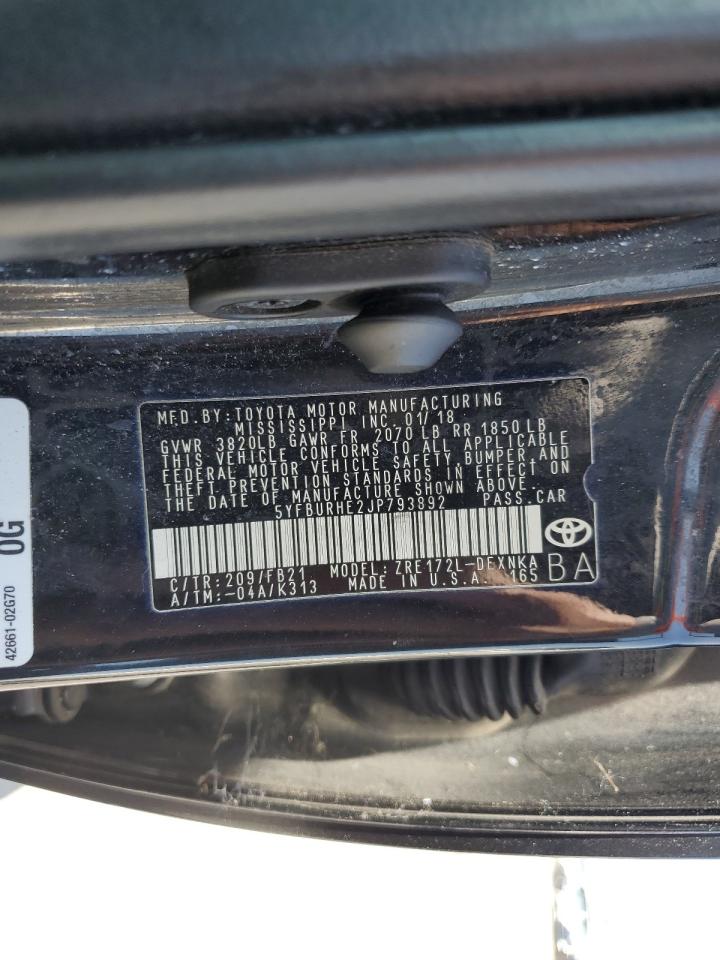 MFD. BY: TOYOTA MOTOR MANUFACTURING
MISSISSIPPI INC. 01/18
GVWR 3820LB GAWR FR 2070 LB RR 1850 LB
THIS VEHICLE CONFORMS TO ALL APPLICABLE
FEDERAL MOTOR VEHICLE SAFETY, BUMPER, AND
THEFT PREVENTION STANDARDS IN EFFECT ON
THE DATE OF MANUFACTURE SHOWN ABOVE.
5YFBURHE2JP793892 PASS.CAR
C/TR: 209/FB21 MODEL: ZRE172L-DEXNKA
A/TM: -04A/K313 MADE IN U.S.A. 165
BA
OG
42661-02G70